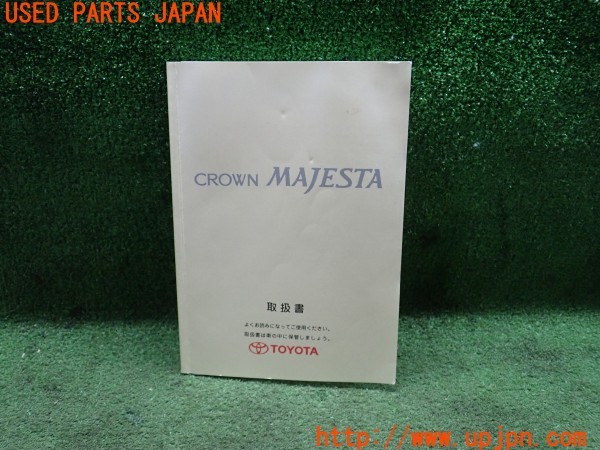 USED PARTS JAPAN
CROWN MAJESTA
取扱書
よくお読みになってご使用ください。
取扱書は車の中に保管しましょう。
TOYOTA
http://www.upjpn.com